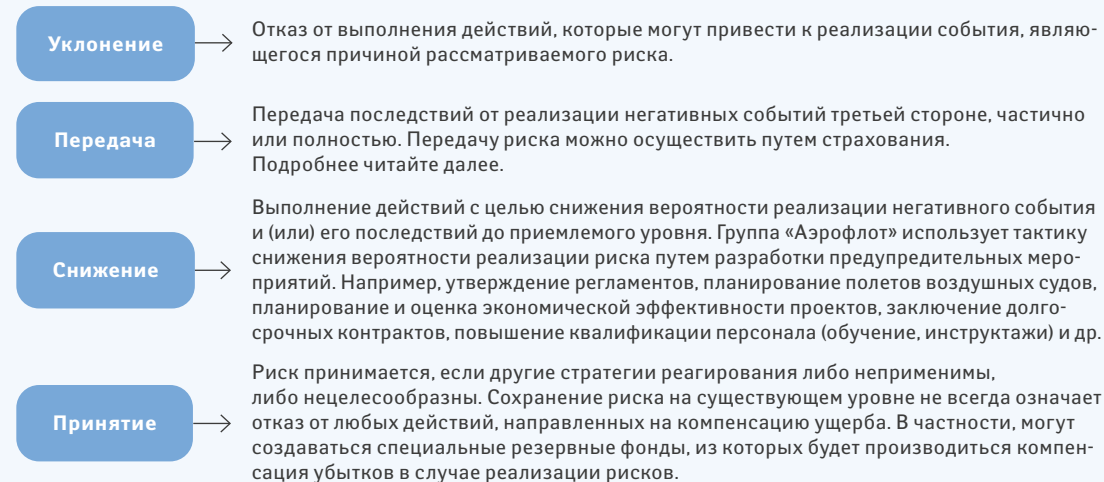 Уклонение
Отказ от выполнения действий, которые могут привести к реализации события, являю-
щегося причиной рассматриваемого риска.
Передача
Передача последствий от реализации негативных событий третьей стороне, частично
или полностью. Передачу риска можно осуществить путем страхования.
Подробнее читайте далее.
Снижение
Выполнение действий с целью снижения вероятности реализации негативного события
и (или) его последствий до приемлемого уровня. Группа «Аэрофлот» использует тактику
снижения вероятности реализации риска путем разработки предупредительных меро-
приятий. Например, утверждение регламентов, планирование полетов воздушных судов,
планирование и оценка экономической эффективности проектов, заключение долго-
срочных контрактов, повышение квалификации персонала (обучение, инструктажи) и др.
Принятие
Риск принимается, если другие стратегии реагирования либо неприменимы,
либо нецелесообразны. Сохранение риска на существующем уровне не всегда означает
отказ от любых действий, направленных на компенсацию ущерба. В частности, могут
создаваться специальные резервные фонды, из которых будет производиться компен-
сация убытков в случае реализации рисков.